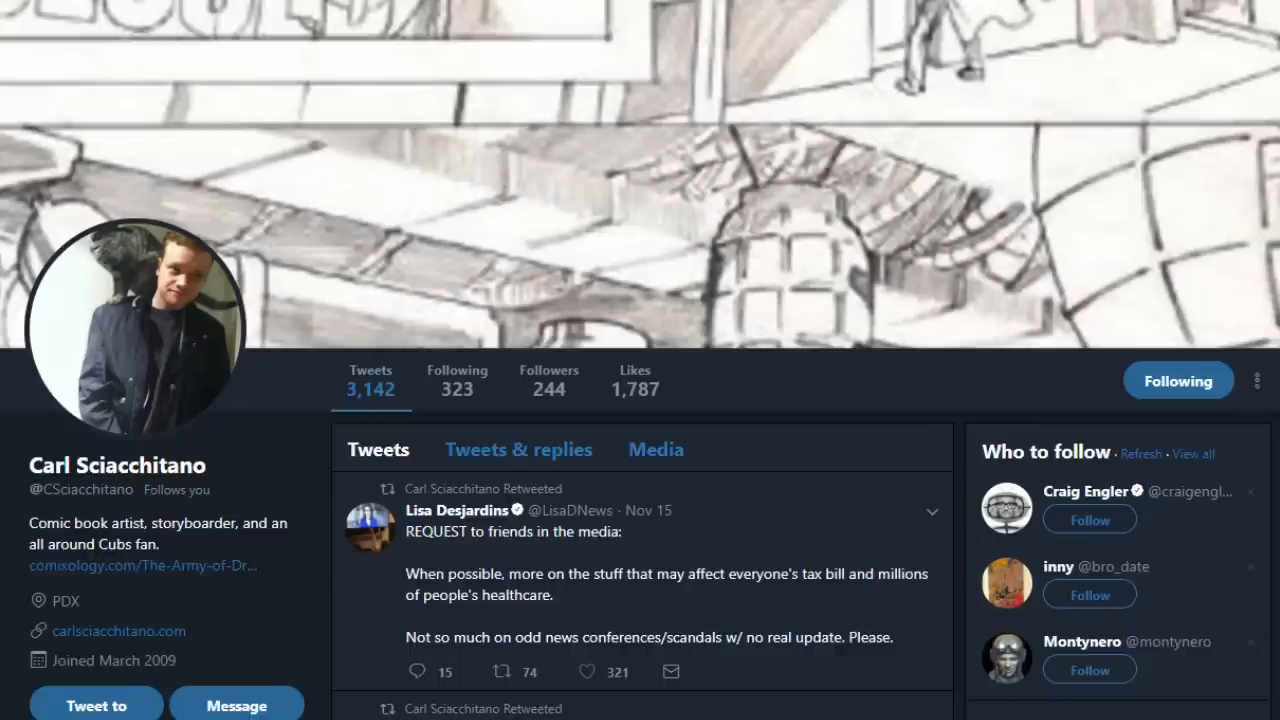 Tweets Following Followers Likes
3,142 323 244 1,787
Following
Carl Sciacchitano
@CSciacchitano Follows you
Comic book artist, storyboarder, and an
all around Cubs fan.
comixology.com/The-Army-of-Dr...
PDX
carlsciacchitano.com
Joined March 2009
Tweet to Message
Tweets Tweets & replies Media
Carl Sciacchitano Retweeted
Lisa Desjardins @LisaDNews · Nov 15
REQUEST to friends in the media:
When possible, more on the stuff that may affect everyone's tax bill and millions
of people's healthcare.
Not so much on odd news conferences/scandals w/ no real update. Please.
15 74 321
Carl Sciacchitano Retweeted
Who to follow · Refresh · View all
Craig Engler @craigengl...
Follow
inny @bro_date
Follow
Montynero @montynero
Follow